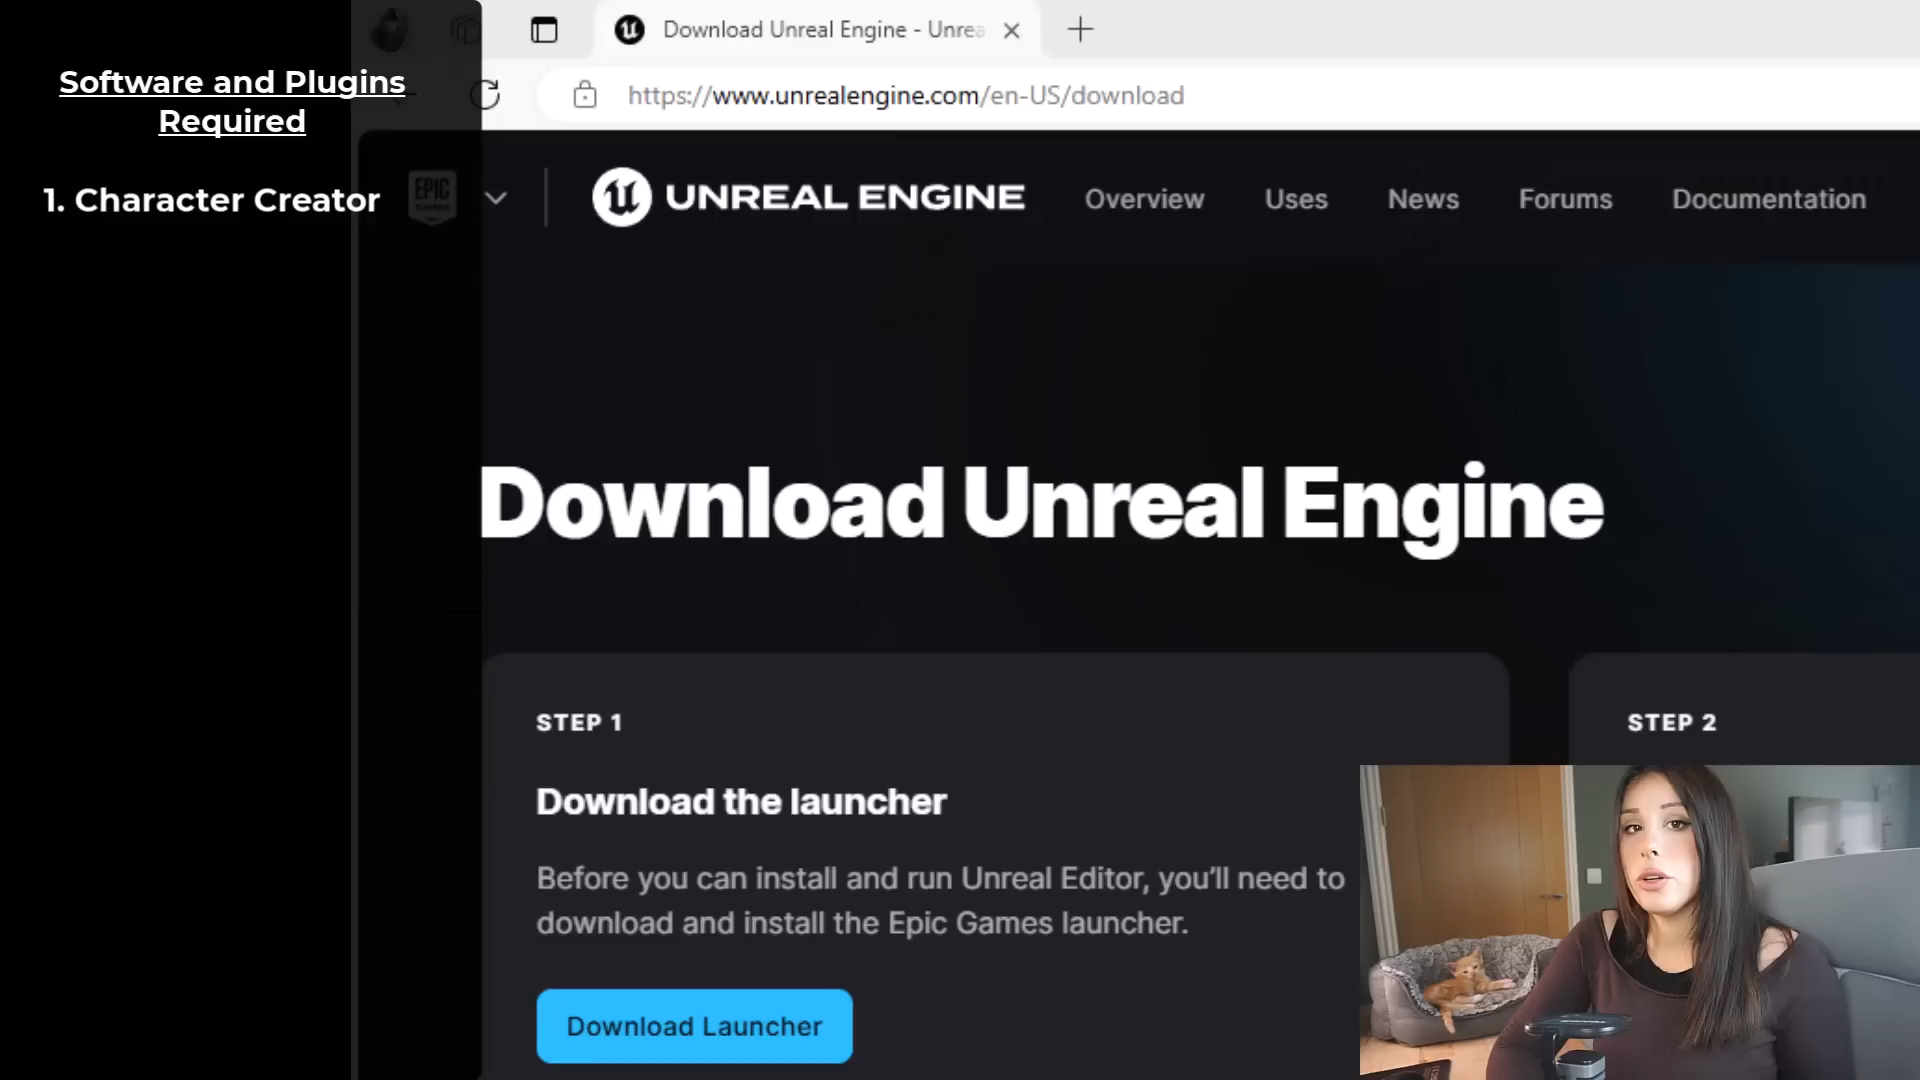 Software and Plugins
Required
1. Character Creator
Download Unreal Engine - Unrea
https://www.unrealengine.com/en-US/download
EPIC
GAMES
UNREAL ENGINE
Overview
Uses
News
Forums
Documentation
Download Unreal Engine
STEP 1
Download the launcher
Before you can install and run Unreal Editor, you'll need to
download and install the Epic Games launcher.
Download Launcher
STEP 2